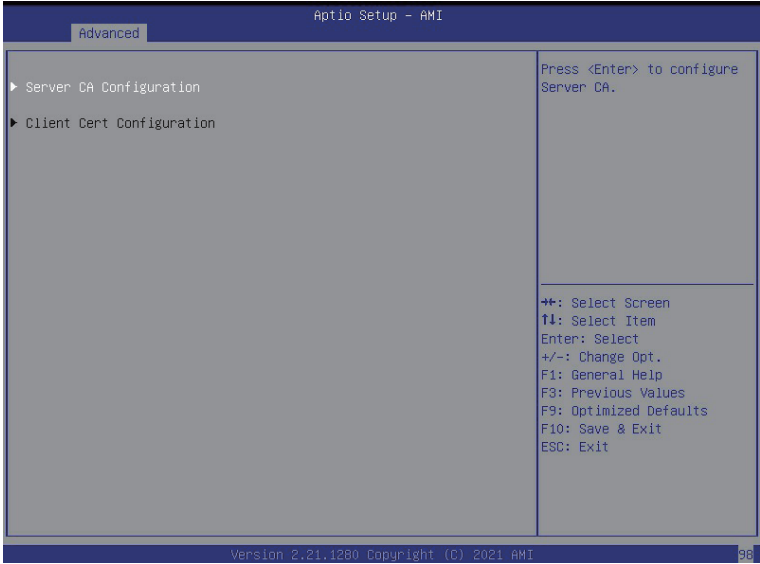 Aptio Setup – AMI
Advanced
Server CA Configuration
Client Cert Configuration
Press <Enter> to configure
Server CA.
→←: Select Screen
↑↓: Select Item
Enter: Select
+/-: Change Opt.
F1: General Help
F3: Previous Values
F9: Optimized Defaults
F10: Save & Exit
ESC: Exit
Version 2.21.1280 Copyright (C) 2021 AMI
98